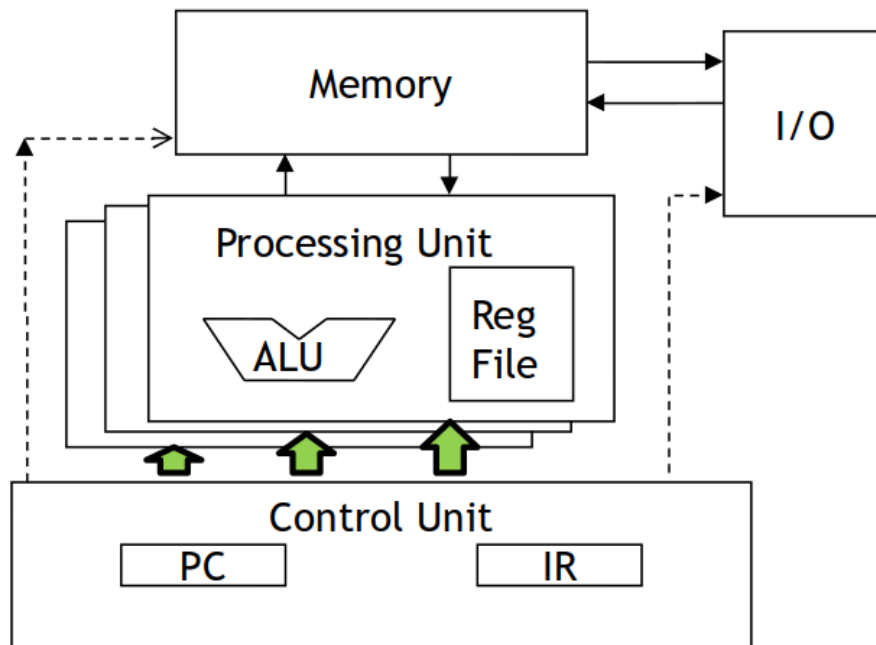 Memory
I/O
Processing Unit
ALU
Reg
File
Control Unit
PC
IR